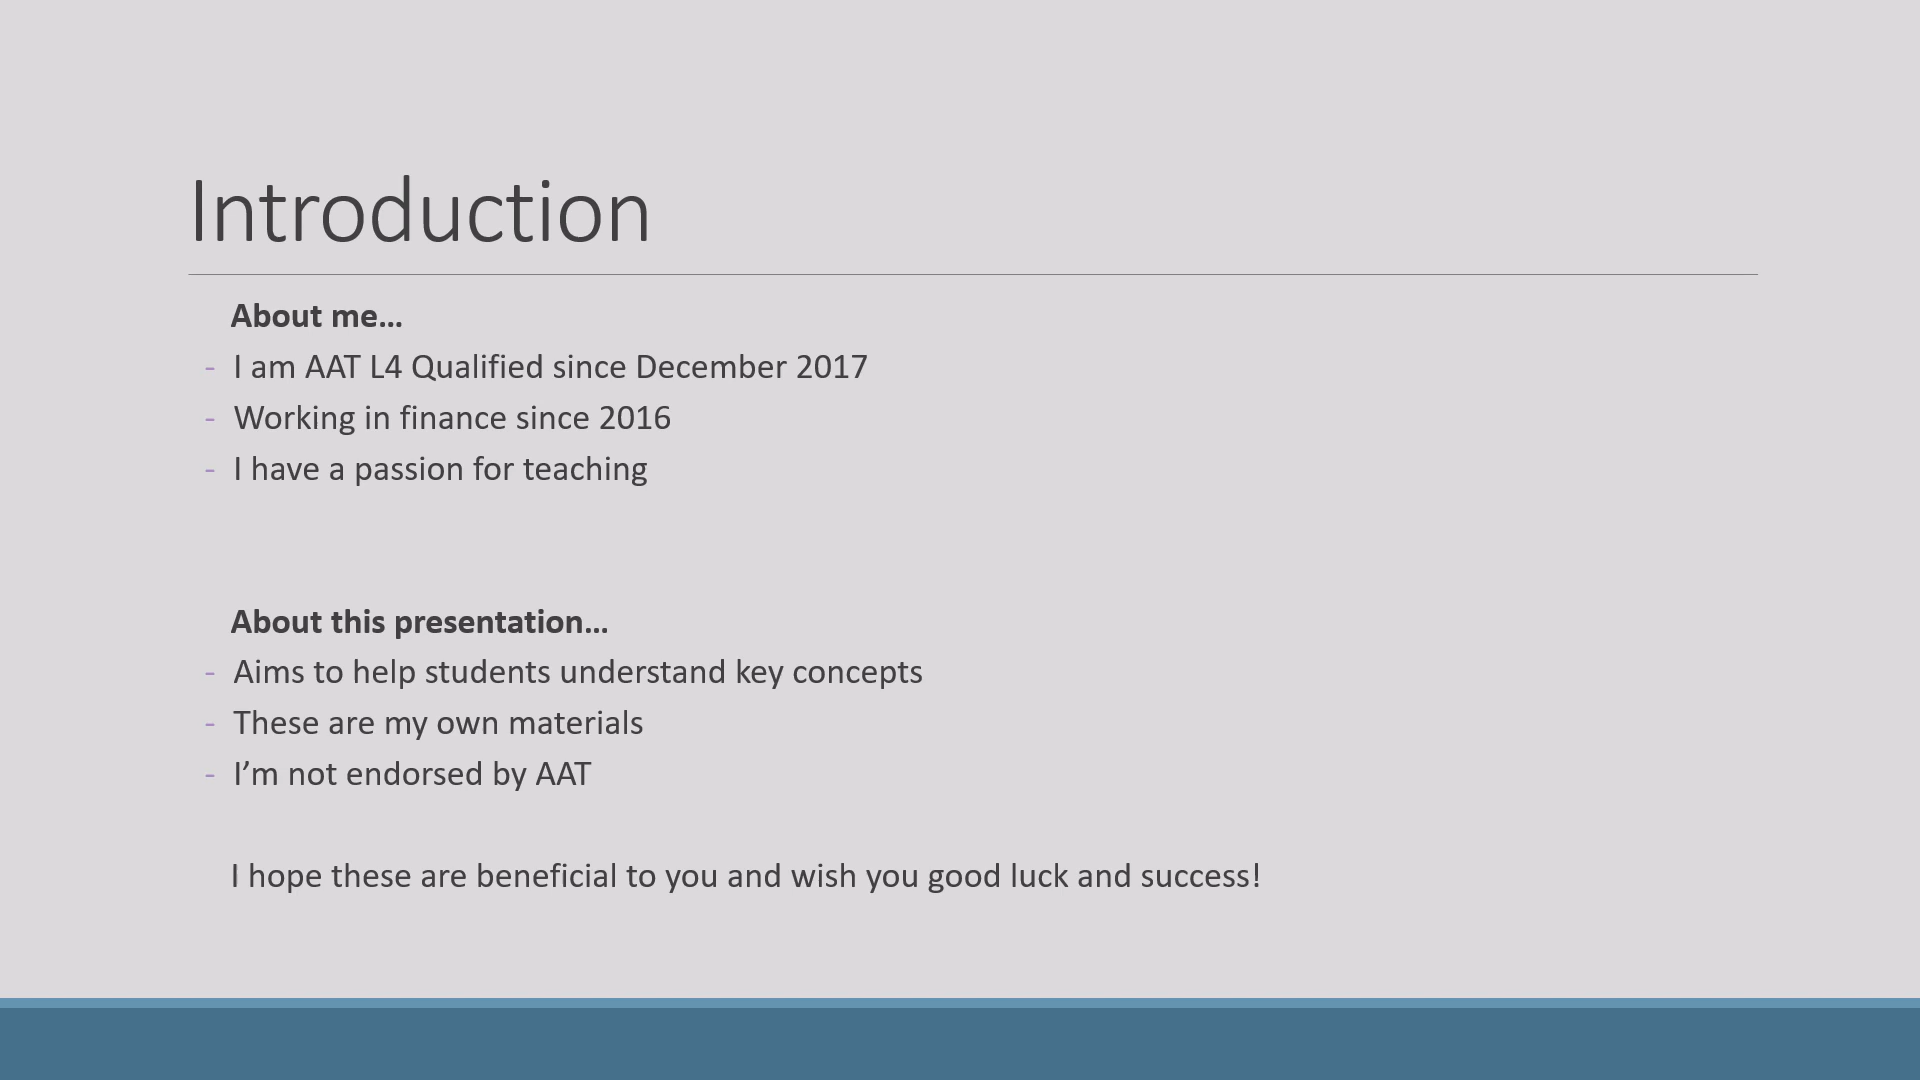 Introduction
About me…
- I am AAT L4 Qualified since December 2017
- Working in finance since 2016
- I have a passion for teaching
About this presentation…
- Aims to help students understand key concepts
- These are my own materials
- I’m not endorsed by AAT
I hope these are beneficial to you and wish you good luck and success!